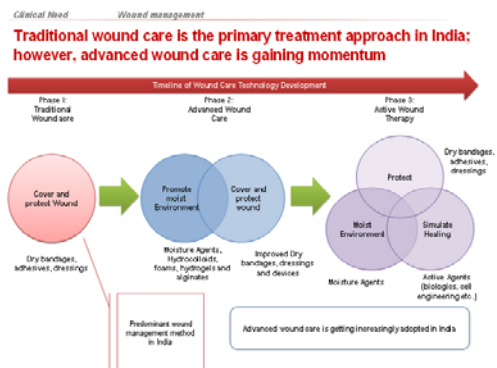 Clinical Need Wound management
Traditional wound care is the primary treatment approach in India;
however, advanced wound care is gaining momentum
Timeline of Wound Care Technology Development
Phase 1:
Traditional
Wound care
Phase 2:
Advanced Wound
Care
Phase 3:
Active Wound
Therapy
Cover and
protect Wound
Promote
moist
Environment
Cover and
protect
wound
Protect
Moist
Environment
Simulate
Healing
Dry bandages,
adhesives,
dressings
Dry bandages,
adhesives, dressings
Moisture Agents,
Hydrocolloids,
foams, hydrogels and
alginates
Improved Dry
bandages, dressings
and devices
Moisture Agents
Active Agents
(biologics, cell
engineering etc.)
Predominant wound
management method
in India
Advanced wound care is getting increasingly adopted in India